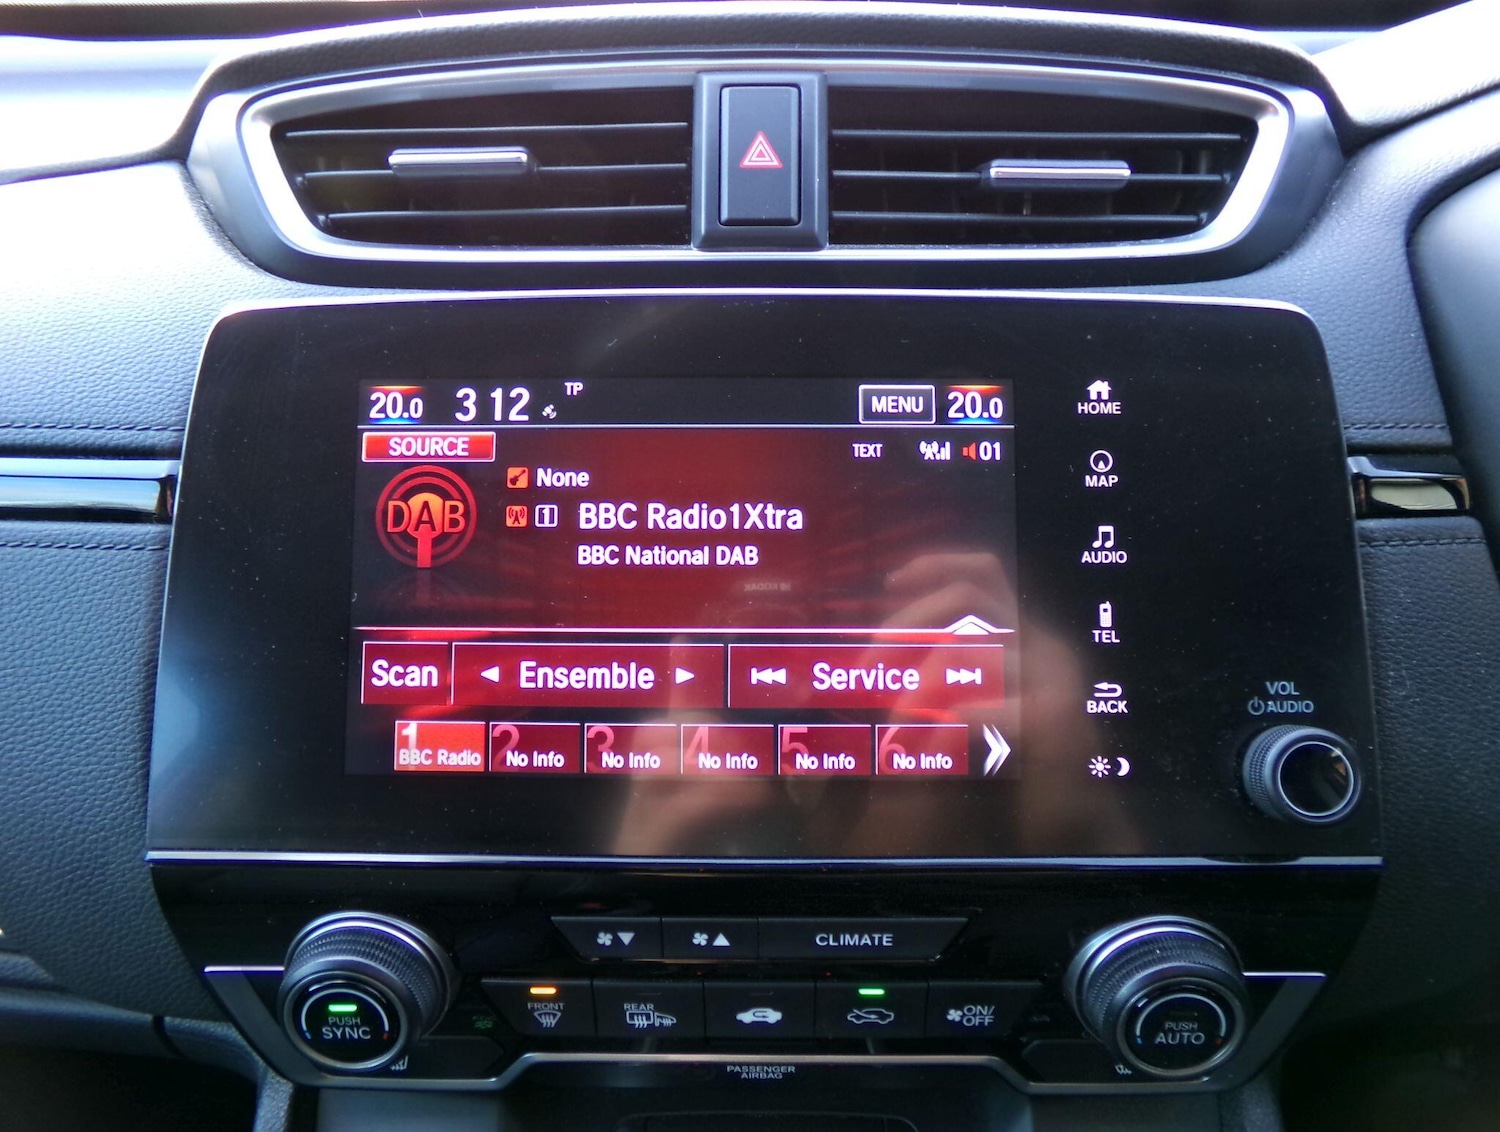 20.0 3 12 TP MENU 20.0
SOURCE TEXT 01
DAB
None
1 BBC Radio1Xtra
BBC National DAB
Scan Ensemble Service
1 2 3 4 5 6
BBC Radio No Info No Info No Info No Info No Info
HOME
MAP
AUDIO
TEL
BACK
VOL
AUDIO
CLIMATE
PUSH
SYNC
FRONT
REAR
ON/
OFF
PUSH
AUTO
PASSENGER
AIRBAG